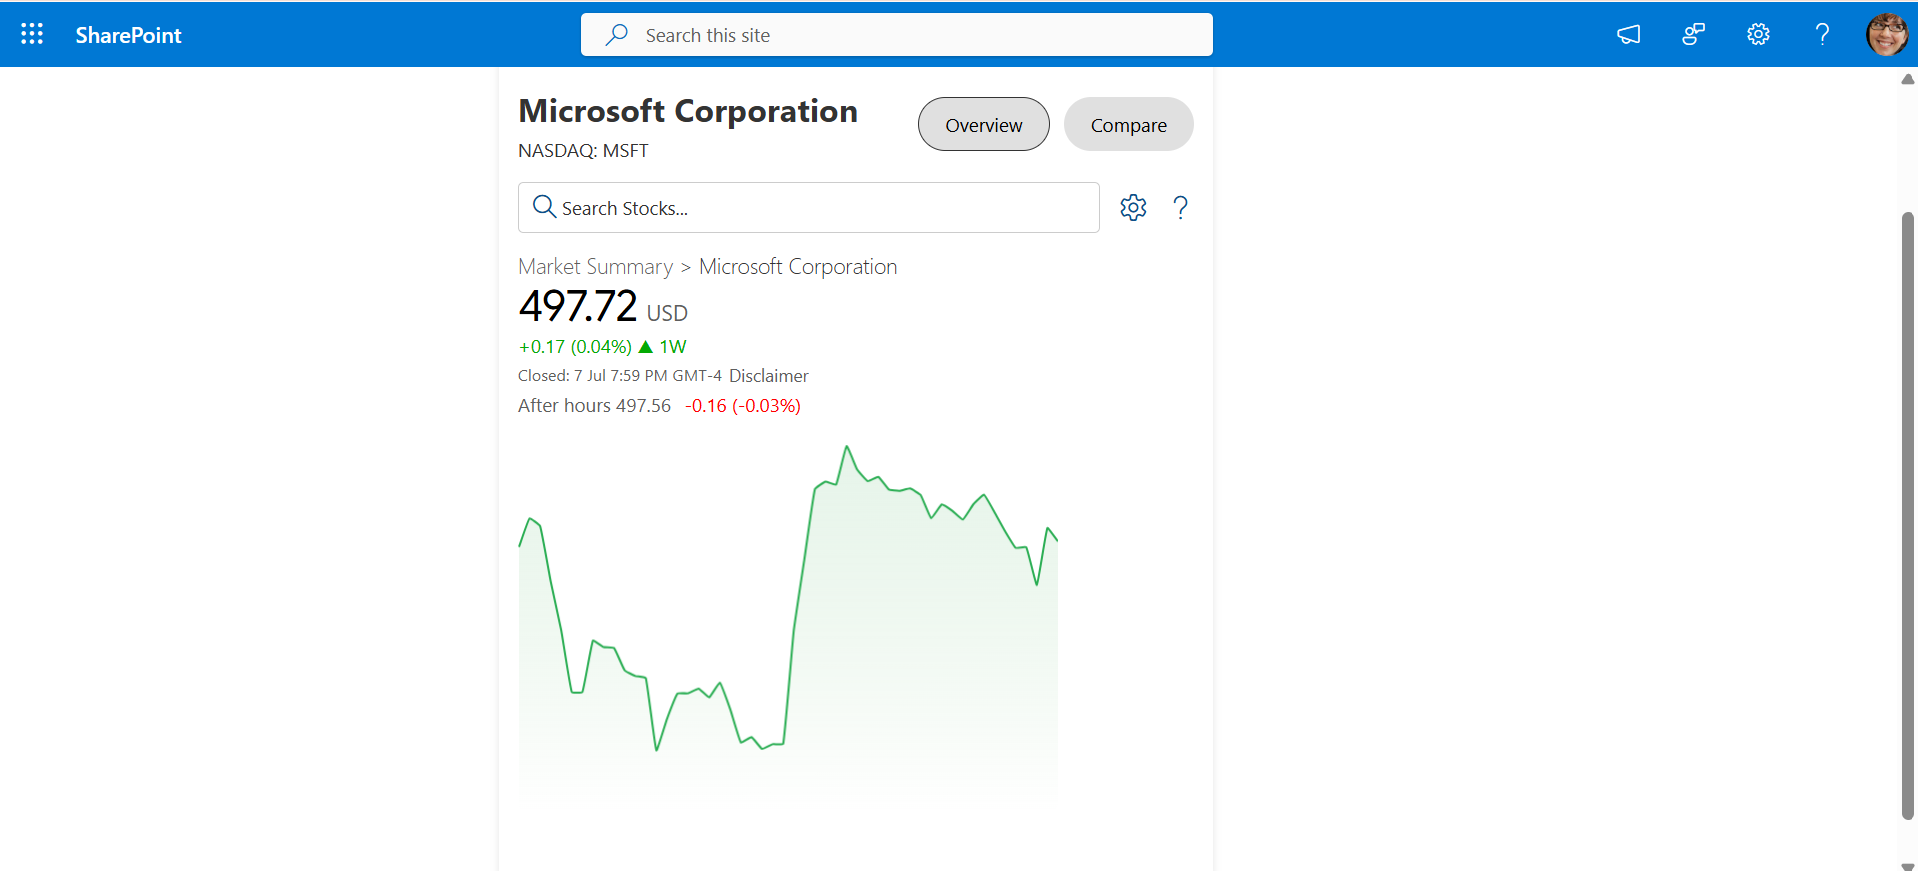 SharePoint
Search this site
?
Microsoft Corporation
Overview
Compare
NASDAQ: MSFT
Search Stocks...
?
Market Summary > Microsoft Corporation
497.72 USD
+0.17 (0.04%) ▲ 1W
Closed: 7 Jul 7:59 PM GMT-4 Disclaimer
After hours 497.56 -0.16 (-0.03%)